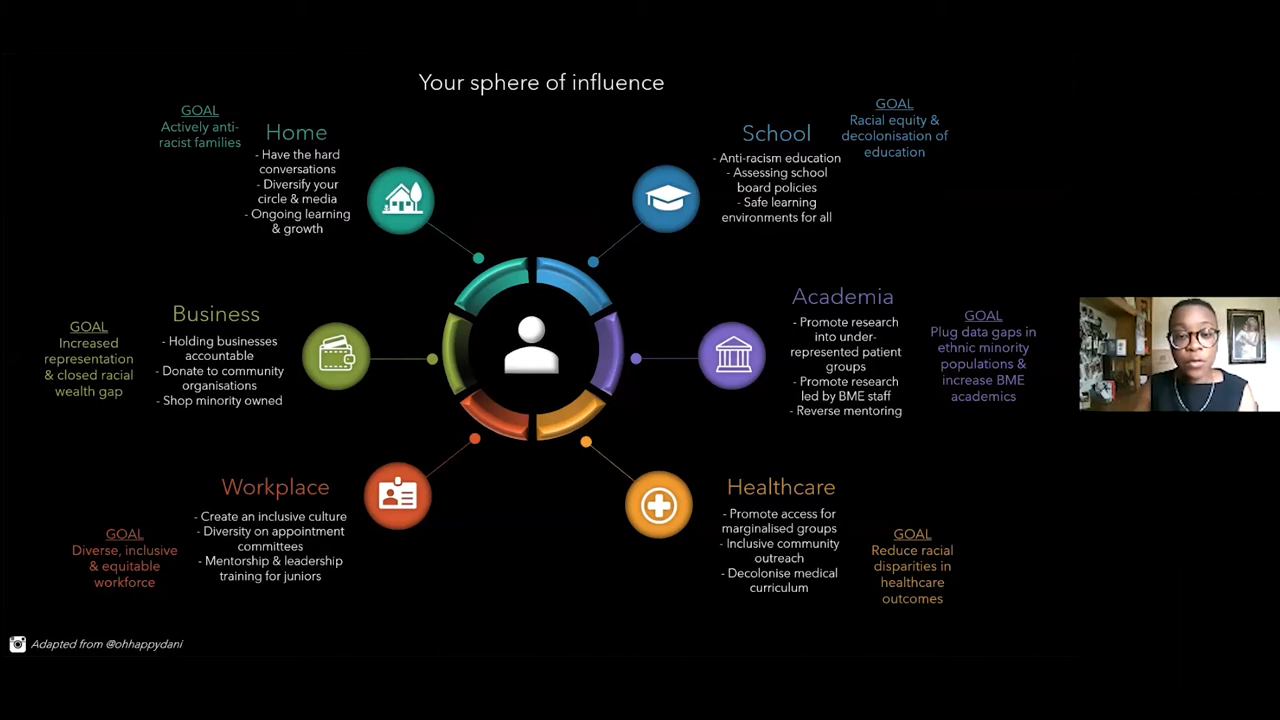 Your sphere of influence
GOAL
Actively anti-
racist families
Home
- Have the hard
conversations
- Diversify your
circle & media
- Ongoing learning
& growth
School
- Anti-racism education
- Assessing school
board policies
- Safe learning
environments for all
GOAL
Racial equity &
decolonisation of
education
GOAL
Increased
representation
& closed racial
wealth gap
Business
- Holding businesses
accountable
- Donate to community
organisations
- Shop minority owned
Academia
- Promote research
into under-
represented patient
groups
- Promote research
led by BME staff
- Reverse mentoring
GOAL
Plug data gaps in
ethnic minority
populations &
increase BME
academics
GOAL
Diverse, inclusive
& equitable
workforce
Workplace
- Create an inclusive culture
- Diversity on appointment
committees
- Mentorship & leadership
training for juniors
Healthcare
- Promote access for
marginalised groups
- Inclusive community
outreach
- Decolonise medical
curriculum
GOAL
Reduce racial
disparities in
healthcare
outcomes
Adapted from @ohhappydani